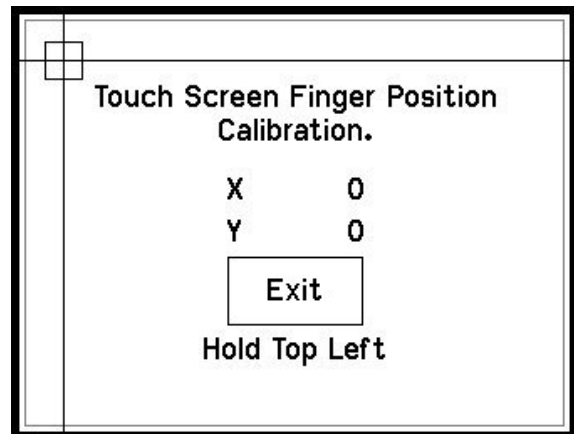 Touch Screen Finger Position
Calibration.
X 0
Y 0
Exit
Hold Top Left